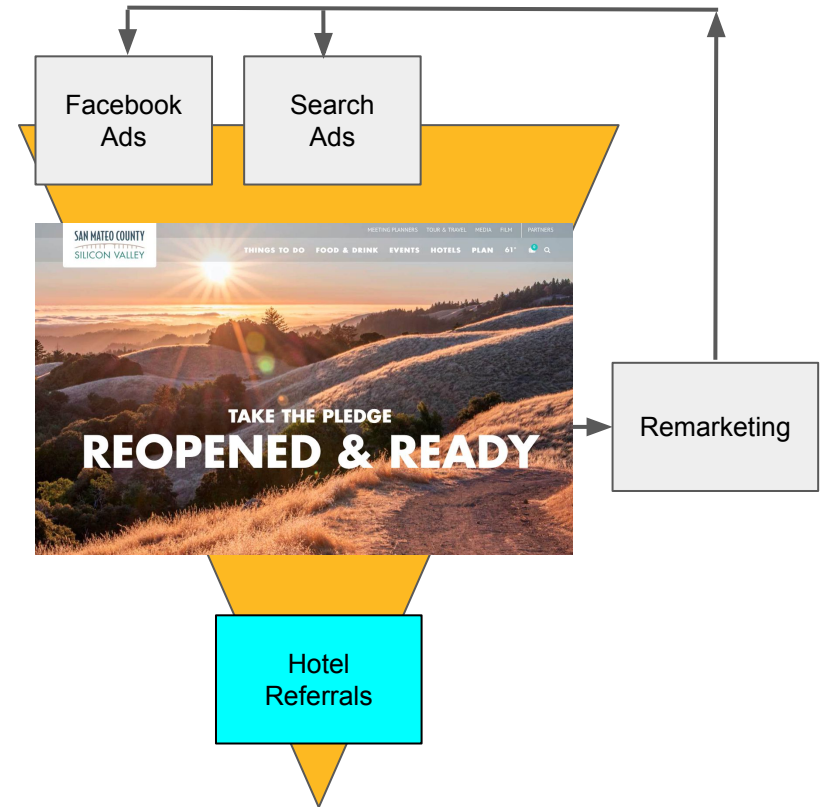 Facebook
Ads
Search
Ads
SAN MATEO COUNTY
SILICON VALLEY
MEETING PLANNERS TOUR & TRAVEL MEDIA FILM PARTNERS
THINGS TO DO FOOD & DRINK EVENTS HOTELS PLAN 61°
TAKE THE PLEDGE
REOPENED & READY
Remarketing
Hotel
Referrals